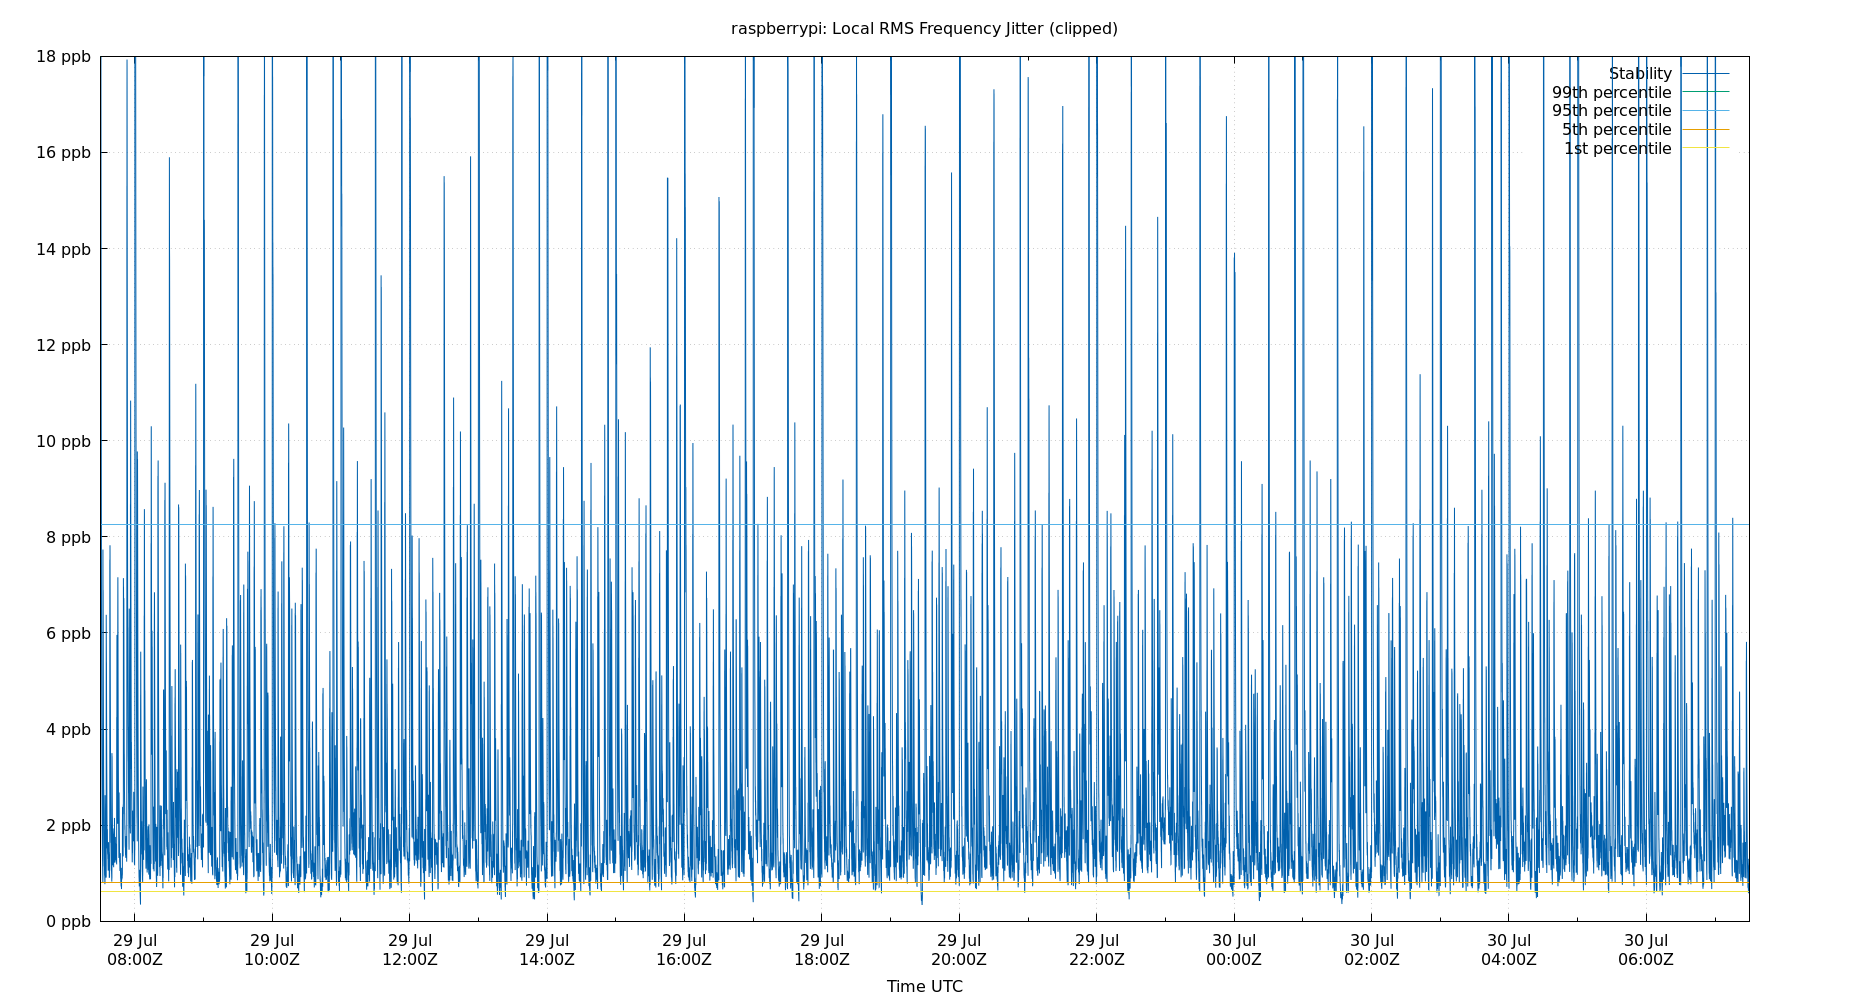 raspberrypi: Local RMS Frequency Jitter (clipped)
18 ppb
16 ppb
14 ppb
12 ppb
10 ppb
8 ppb
6 ppb
4 ppb
2 ppb
0 ppb
Stability
99th percentile
95th percentile
5th percentile
1st percentile
29 Jul 29 Jul 29 Jul 29 Jul 29 Jul 29 Jul 29 Jul 29 Jul 30 Jul 30 Jul 30 Jul 30 Jul
08:00Z 10:00Z 12:00Z 14:00Z 16:00Z 18:00Z 20:00Z 22:00Z 00:00Z 02:00Z 04:00Z 06:00Z
Time UTC